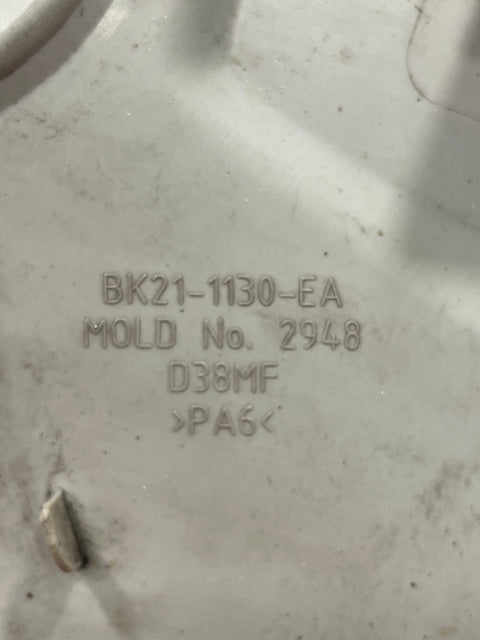 BK21-1130-EA
MOLD No. 2948
D38MF
>PA6<